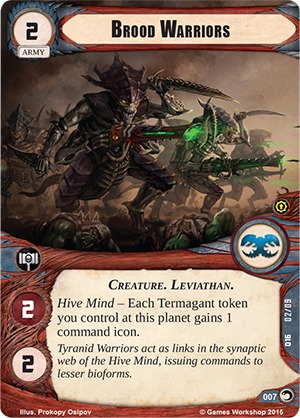 2
ARMY
BROOD WARRIORS
CREATURE. LEVIATHAN.
2
Hive Mind – Each Termagant token
you control at this planet gains 1
command icon.
2
Tyranid Warriors act as links in the synaptic
web of the Hive Mind, issuing commands to
lesser bioforms.
D16 02/09
007
Illus. Prokopy Osipov
© Games Workshop 2015